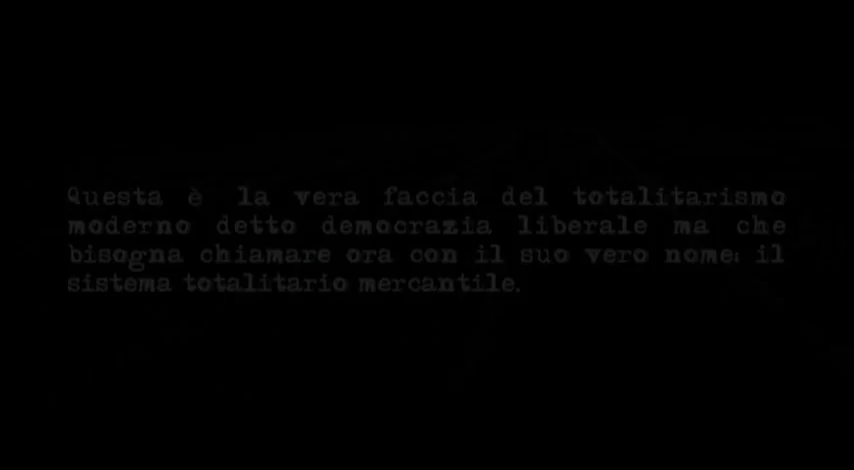 Questa è la vera faccia del totalitarismo
moderno detto democrazia liberale ma che
bisogna chiamare ora con il suo vero nome: il
sistema totalitario mercantile.